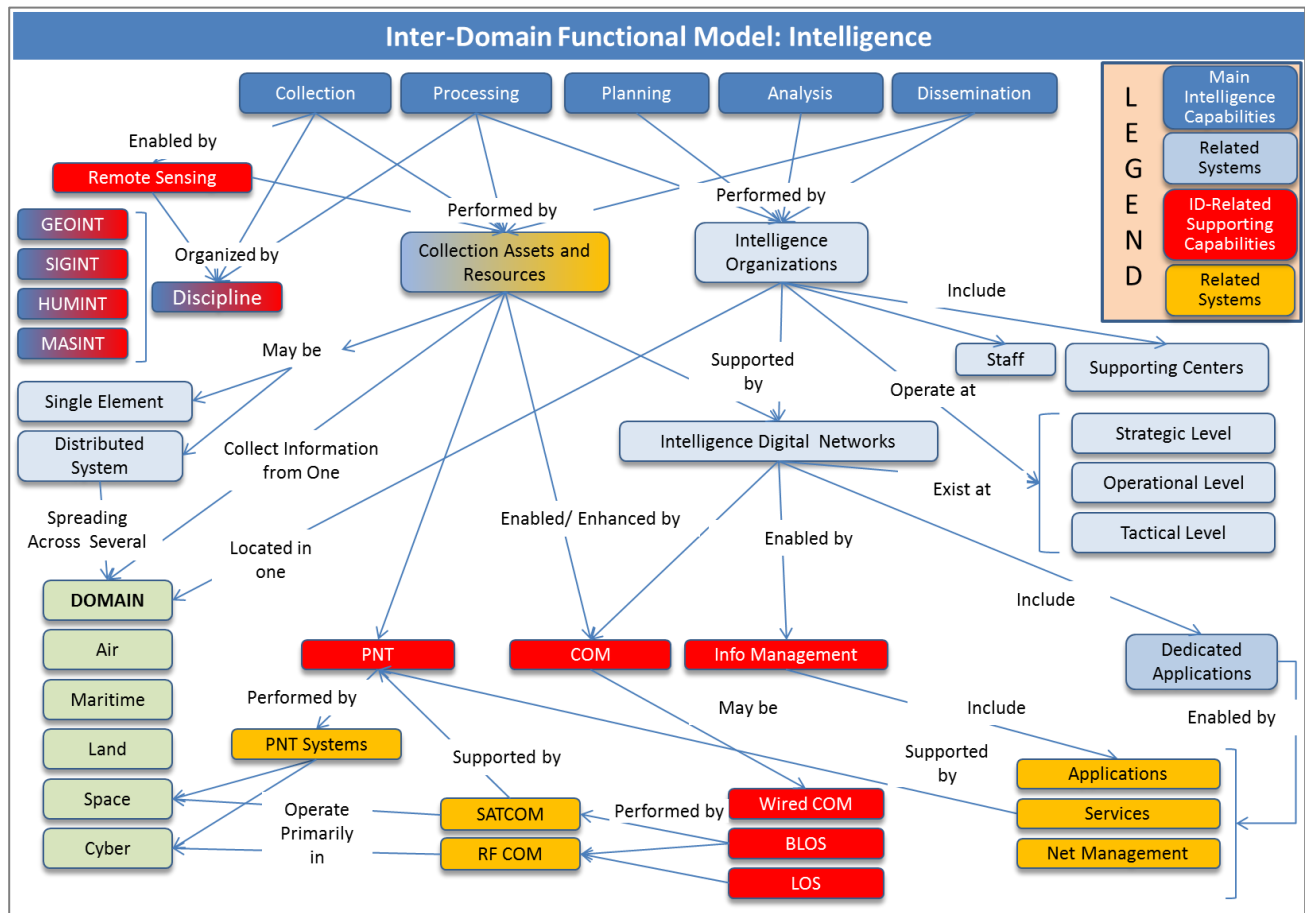 Inter-Domain Functional Model: Intelligence
Collection
Processing
Planning
Analysis
Dissemination
L
E
G
E
N
D
Main
Intelligence
Capabilities
Related
Systems
ID-Related
Supporting
Capabilities
Related
Systems
Enabled by
Remote Sensing
Performed by
Performed by
GEOINT
SIGINT
HUMINT
MASINT
Organized by
Discipline
Collection Assets and
Resources
Intelligence
Organizations
Include
May be
Supported
by
Staff
Supporting Centers
Operate at
Single Element
Distributed
System
Collect Information
from One
Intelligence Digital Networks
Strategic Level
Operational Level
Tactical Level
Exist at
Spreading
Across Several
Enabled/ Enhanced by
Enabled by
Located in
one
DOMAIN
Air
Maritime
Land
Space
Cyber
Include
PNT
COM
Info Management
Dedicated
Applications
Performed by
May be
Include
Enabled by
PNT Systems
Supported by
Supported
by
Applications
Services
Net Management
Operate
Primarily
in
SATCOM
RF COM
Performed by
Wired COM
BLOS
LOS